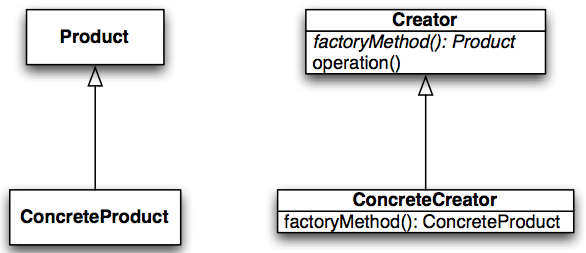 Product
ConcreteProduct
Creator
factoryMethod(): Product
operation()
ConcreteCreator
factoryMethod(): ConcreteProduct